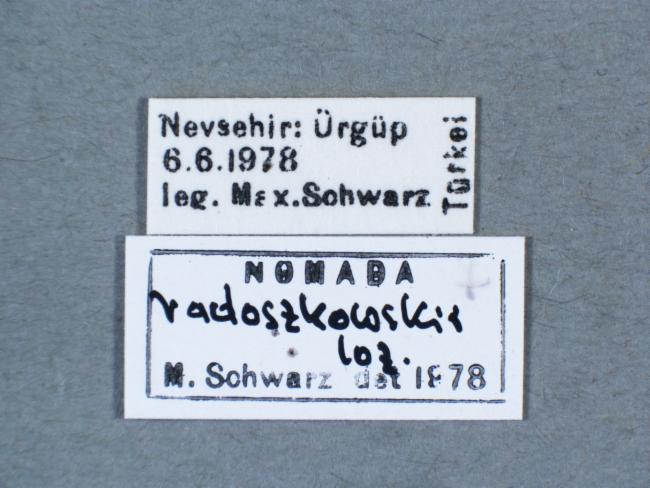 Nevsehir: Ürgüp
6.6.1978
leg. Max.Schwarz
Türkei
NOMADA
radoszkowskii
loz.
M. Schwarz det 1978